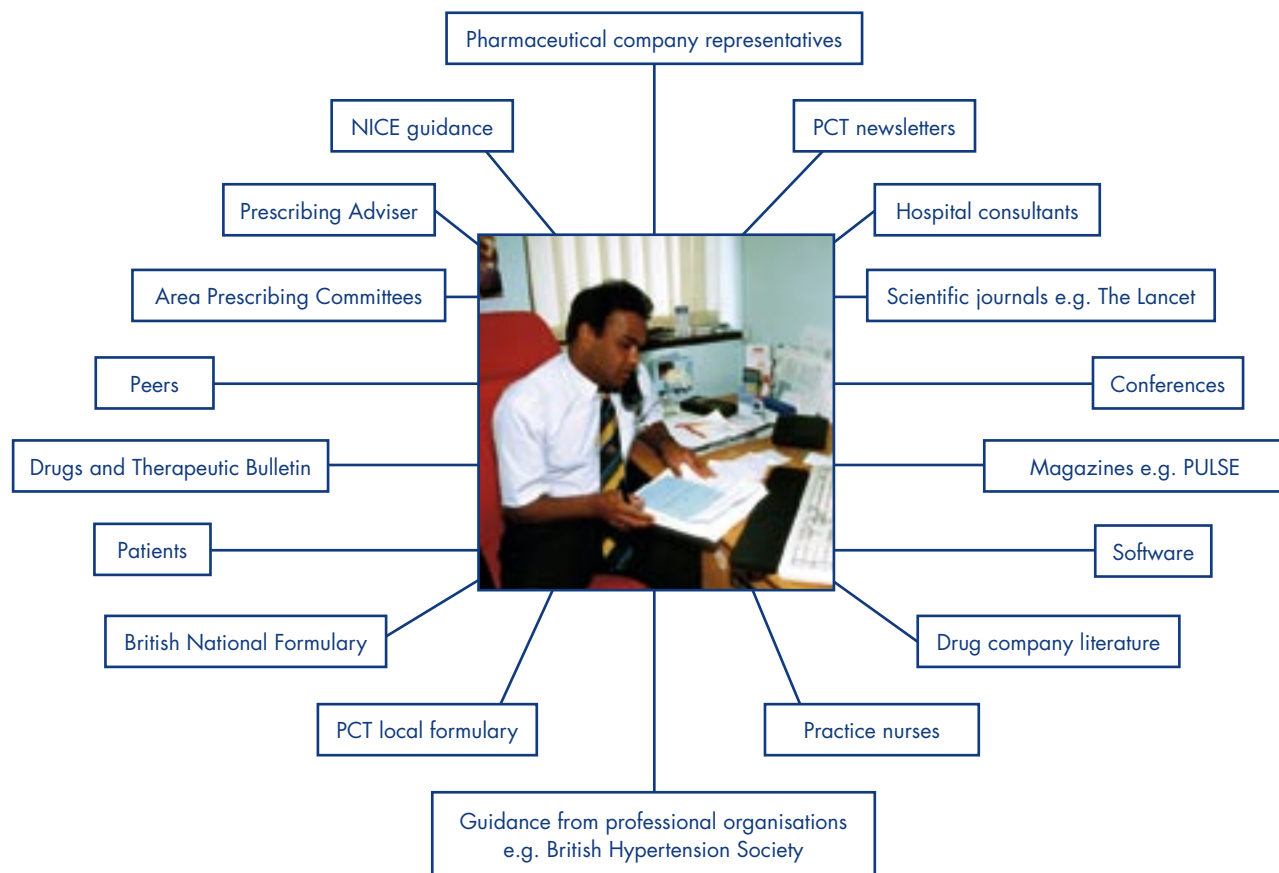 Pharmaceutical company representatives
NICE guidance
PCT newsletters
Prescribing Adviser
Hospital consultants
Area Prescribing Committees
Scientific journals e.g. The Lancet
Peers
Conferences
Drugs and Therapeutic Bulletin
Magazines e.g. PULSE
Patients
Software
British National Formulary
Drug company literature
PCT local formulary
Practice nurses
Guidance from professional organisations
e.g. British Hypertension Society